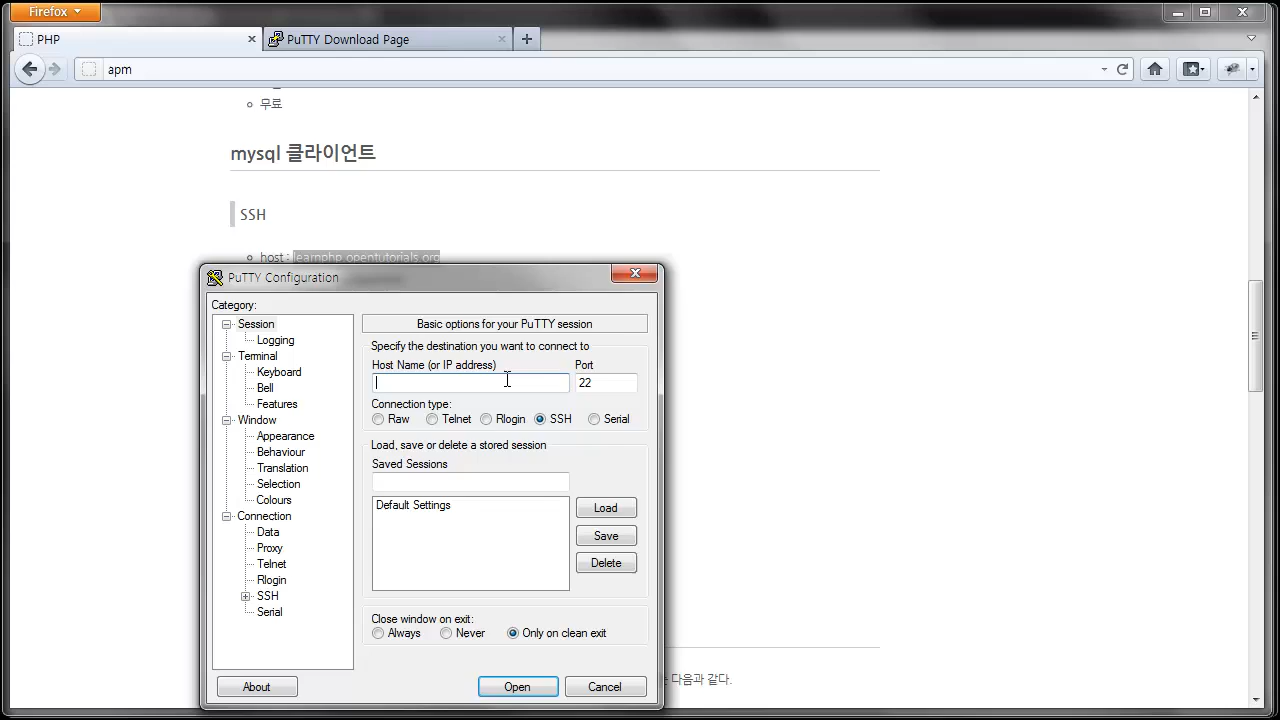 Firefox
PHP
PuTTY Download Page
apm
무료
mysql 클라이언트
SSH
host : learnphp.opentutorials.org
PuTTY Configuration
Category:
Session
Logging
Terminal
Keyboard
Bell
Features
Window
Appearance
Behaviour
Translation
Selection
Colours
Connection
Data
Proxy
Telnet
Rlogin
SSH
Serial
Basic options for your PuTTY session
Specify the destination you want to connect to
Host Name (or IP address) Port
22
Connection type:
Raw Telnet Rlogin SSH Serial
Load, save or delete a stored session
Saved Sessions
Default Settings
Load
Save
Delete
Close window on exit:
Always Never Only on clean exit
About Open Cancel
다음과 같다.